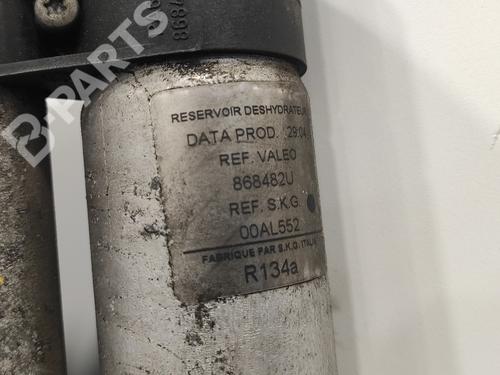 B-PARTS
RESERVOIR DESHYDRATEUR
DATA PROD. 29:04
REF. VALEO
868482U
REF. S.K.G.
00AL552
FABRIQUE PAR S.K.G. ITALIA
R134a